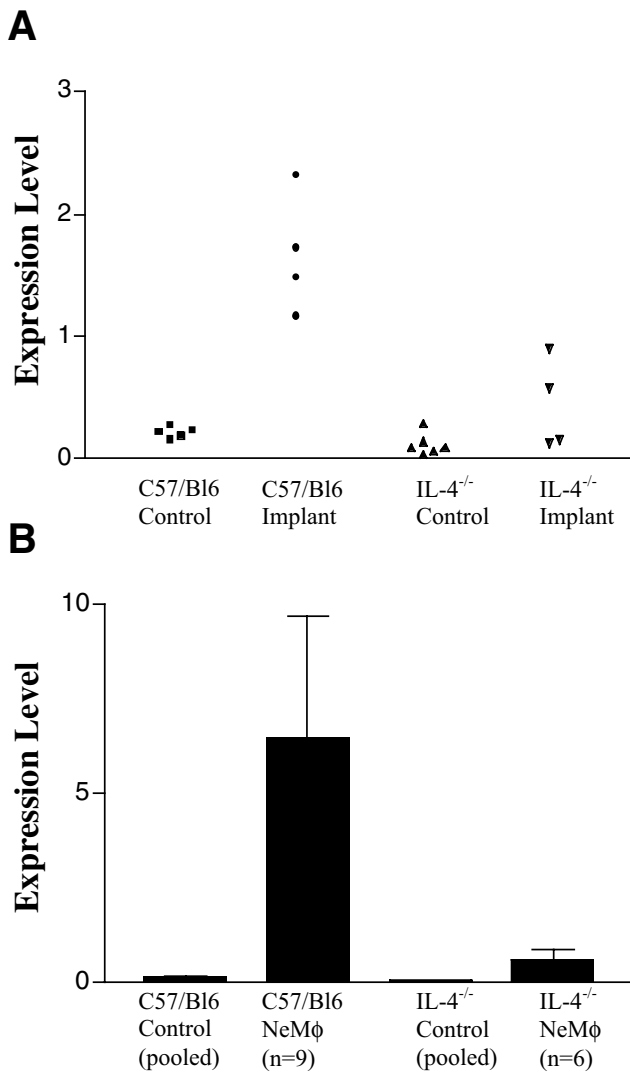 A
Expression Level
3
2
1
0
C57/Bl6 Control
C57/Bl6 Implant
IL-4-/- Control
IL-4-/- Implant
B
Expression Level
10
5
0
C57/Bl6 Control (pooled)
C57/Bl6 NeMϕ (n=9)
IL-4-/- Control (pooled)
IL-4-/- NeMϕ (n=6)